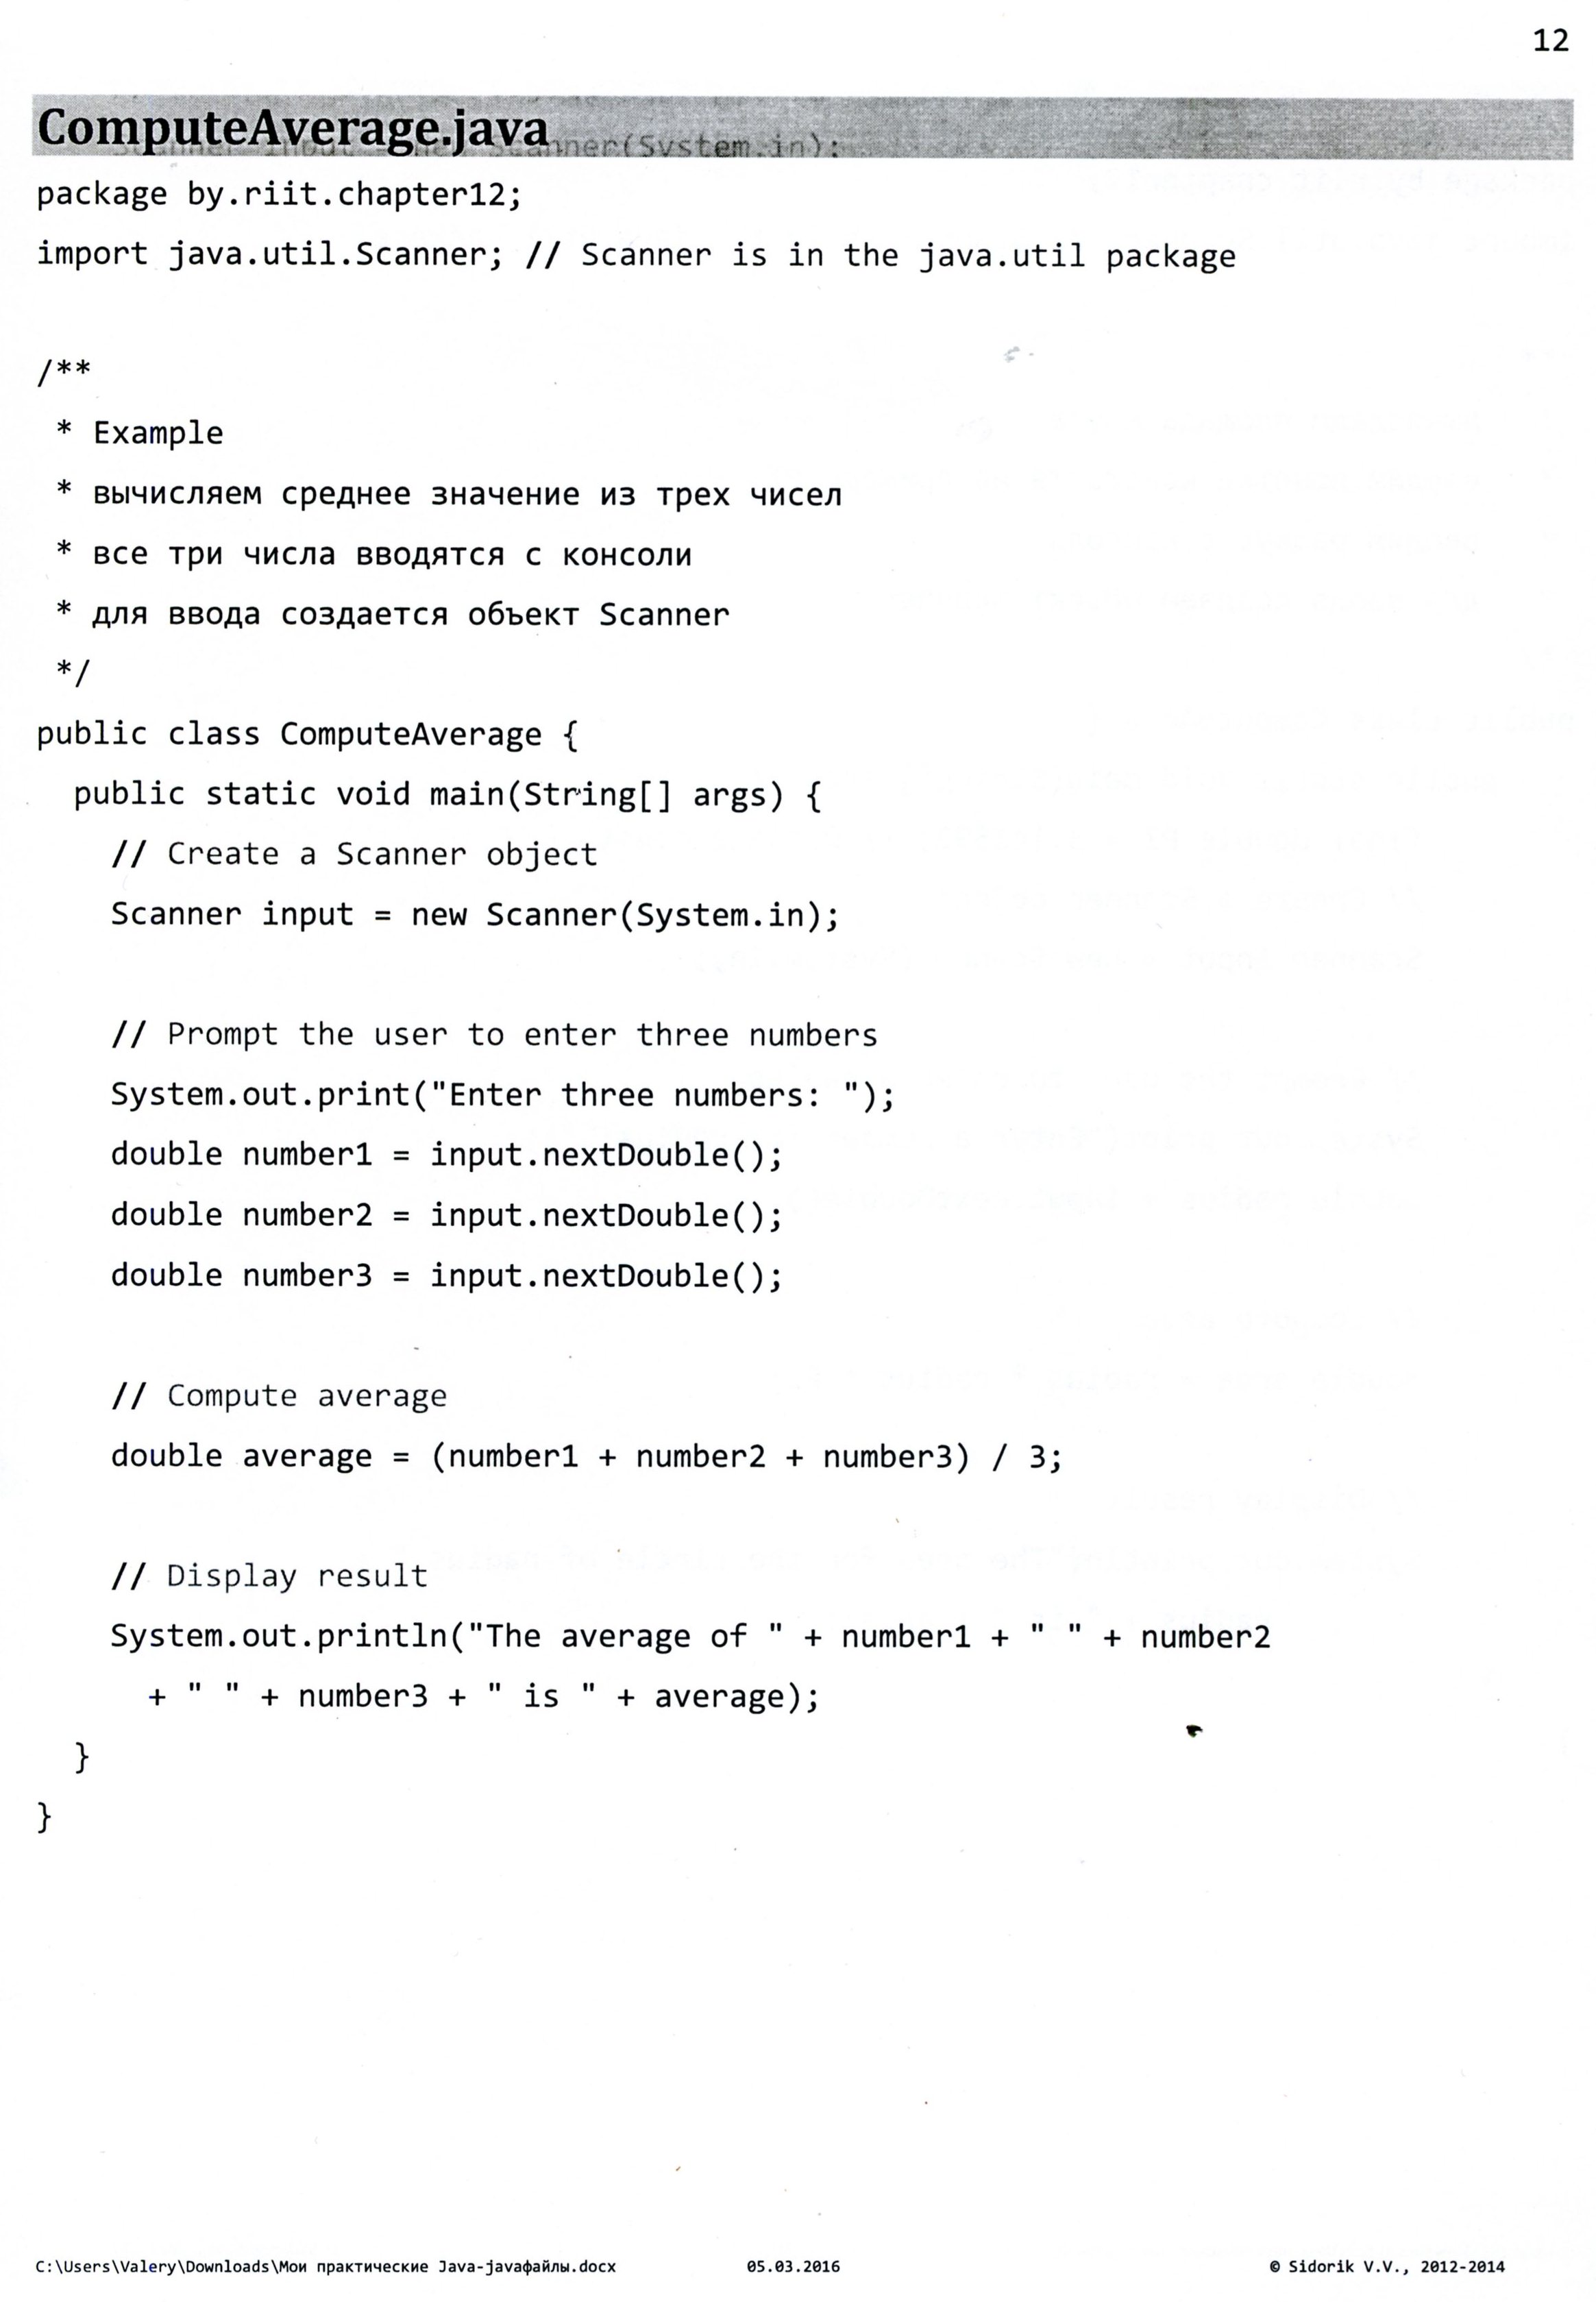 12
ComputeAverage.java
package by.riit.chapter12;
import java.util.Scanner; // Scanner is in the java.util package
/**
 * Example
 * вычисляем среднее значение из трех чисел
 * все три числа вводятся с консоли
 * для ввода создается объект Scanner
 */
public class ComputeAverage {
  public static void main(String[] args) {
    // Create a Scanner object
    Scanner input = new Scanner(System.in);
    // Prompt the user to enter three numbers
    System.out.print("Enter three numbers: ");
    double number1 = input.nextDouble();
    double number2 = input.nextDouble();
    double number3 = input.nextDouble();
    // Compute average
    double average = (number1 + number2 + number3) / 3;
    // Display result
    System.out.println("The average of " + number1 + " " + number2
      + " " + number3 + " is " + average);
  }
}
C:\Users\Valery\Downloads\Мои практические Java-javaфайлы.docx 05.03.2016 © Sidorik V.V., 2012-2014